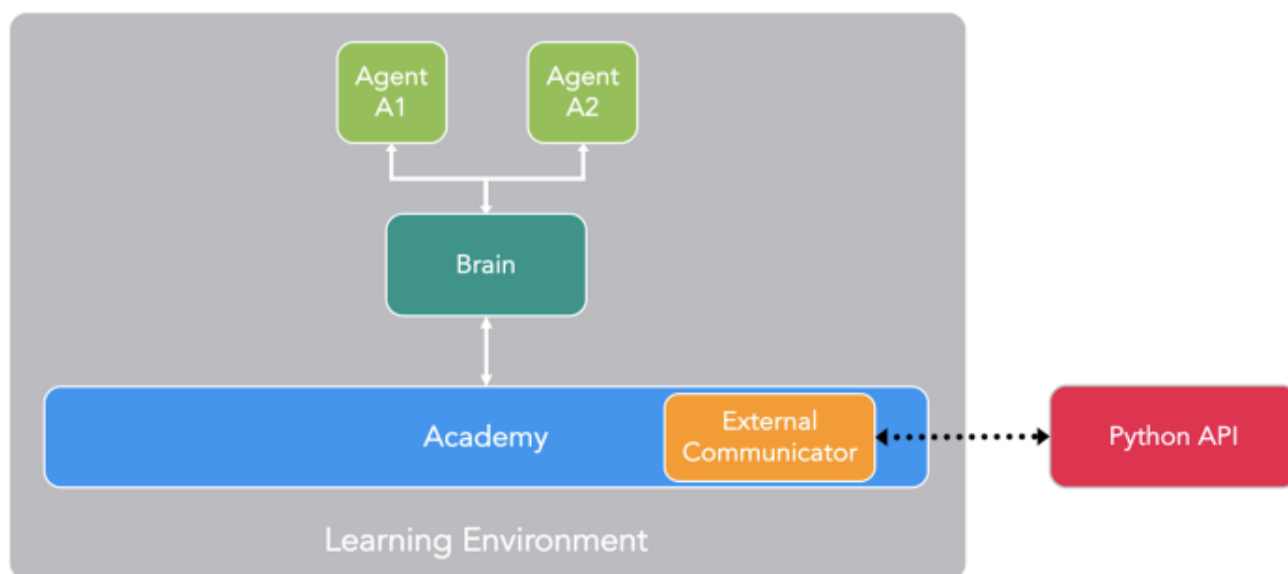 Agent
A1
Agent
A2
Brain
Academy
External
Communicator
Python API
Learning Environment